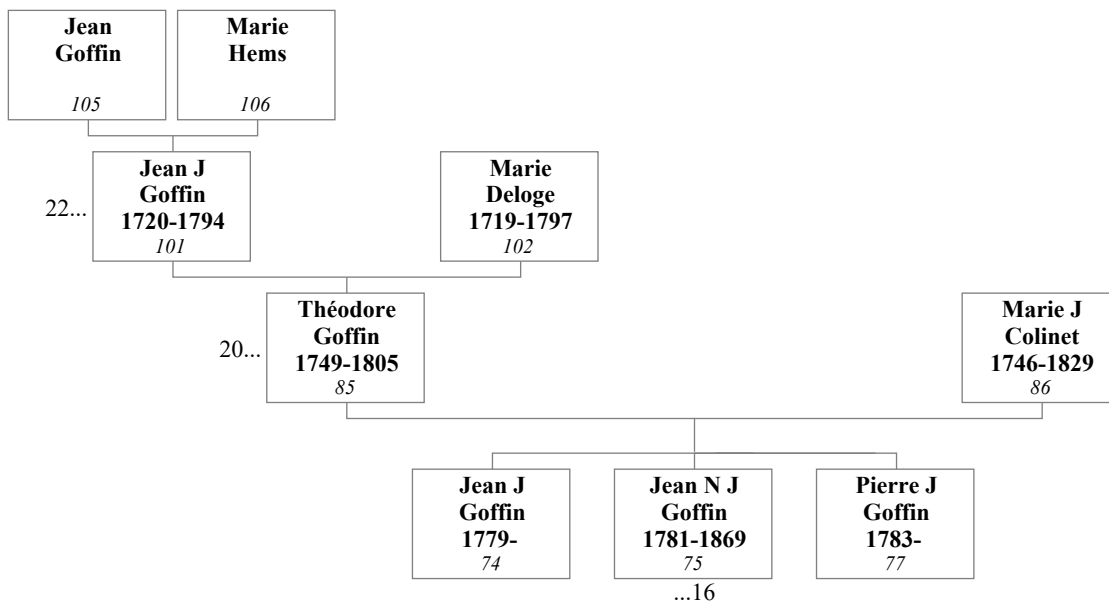 Jean
Goffin
105
Marie
Hems
106
22...
Jean J
Goffin
1720-1794
101
Marie
Deloge
1719-1797
102
20...
Théodore
Goffin
1749-1805
85
Marie J
Colinet
1746-1829
86
Jean J
Goffin
1779-
74
Jean N J
Goffin
1781-1869
75
...16
Pierre J
Goffin
1783-
77